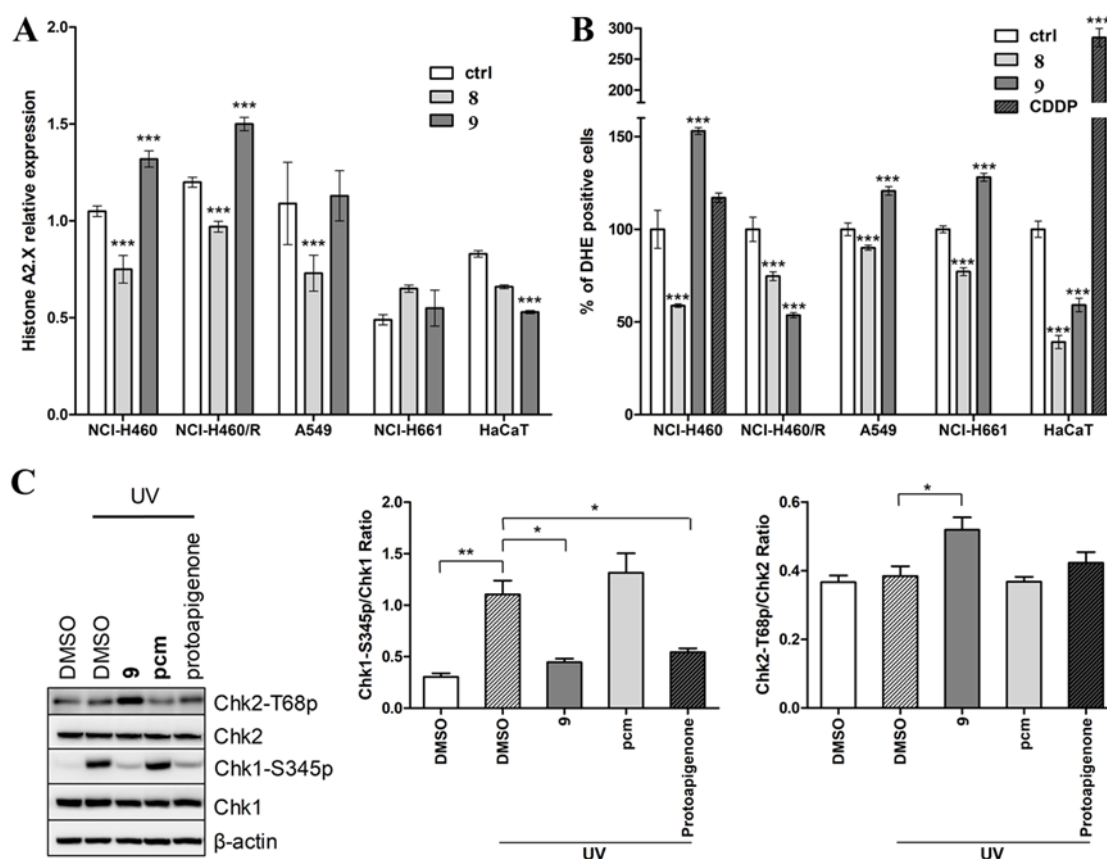 A
Histone A2.X relative expression
2.0
1.5
1.0
0.5
0.0
ctrl
8
9
***
***
***
***
***
***
NCI-H460
NCI-H460/R
A549
NCI-H661
HaCaT
B
% of DHE positive cells
300
250
200
150
100
50
0
ctrl
8
9
CDDP
***
***
***
***
***
***
***
***
***
***
***
NCI-H460
NCI-H460/R
A549
NCI-H661
HaCaT
C
UV
DMSO
DMSO
9
pcm
protoapigenone
Chk2-T68p
Chk2
Chk1-S345p
Chk1
β-actin
Chk1-S345p/Chk1 Ratio
2.0
1.5
1.0
0.5
0.0
**
*
*
DMSO
DMSO
9
pcm
Protoapigenone
UV
Chk2-T68p/Chk2 Ratio
0.6
0.4
0.2
0.0
*
DMSO
DMSO
9
pcm
Protoapigenone
UV